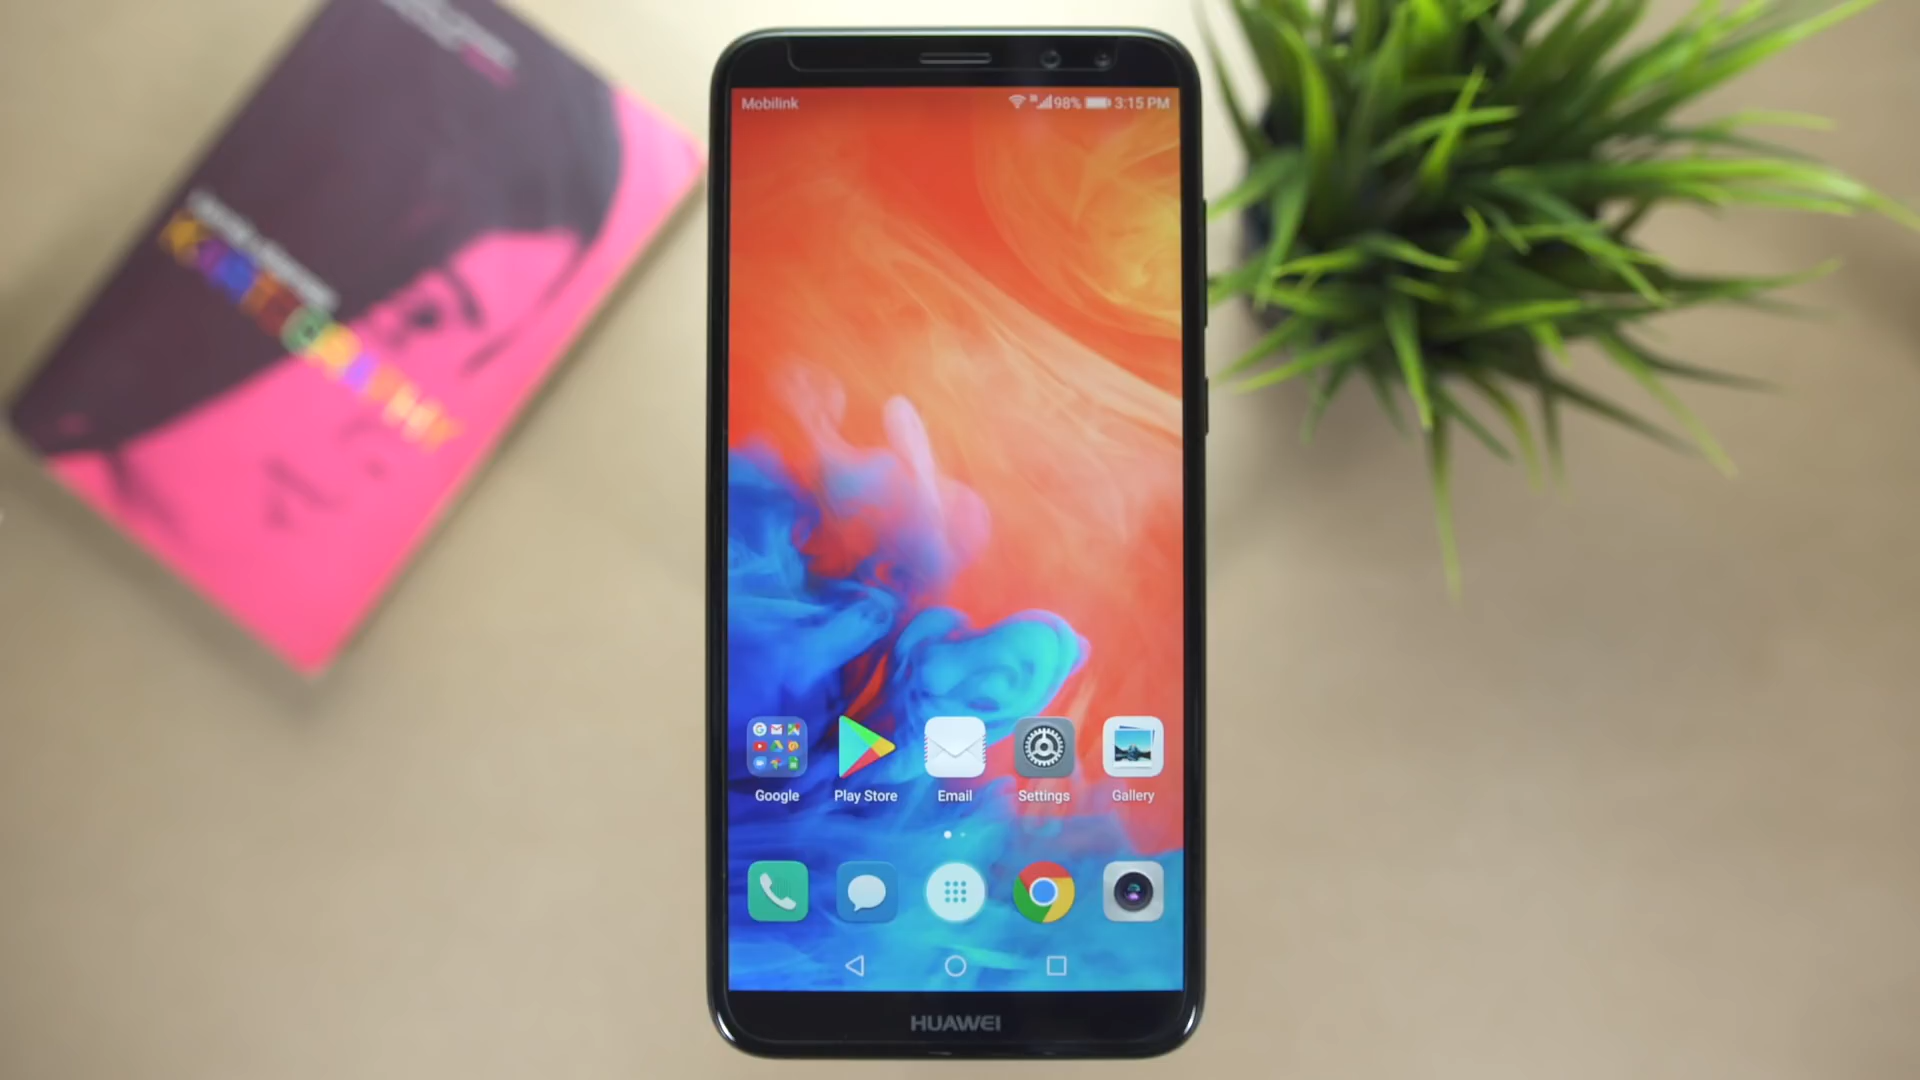 Mobilink
98% 3:15 PM
Google
Play Store
Email
Settings
Gallery
HUAWEI